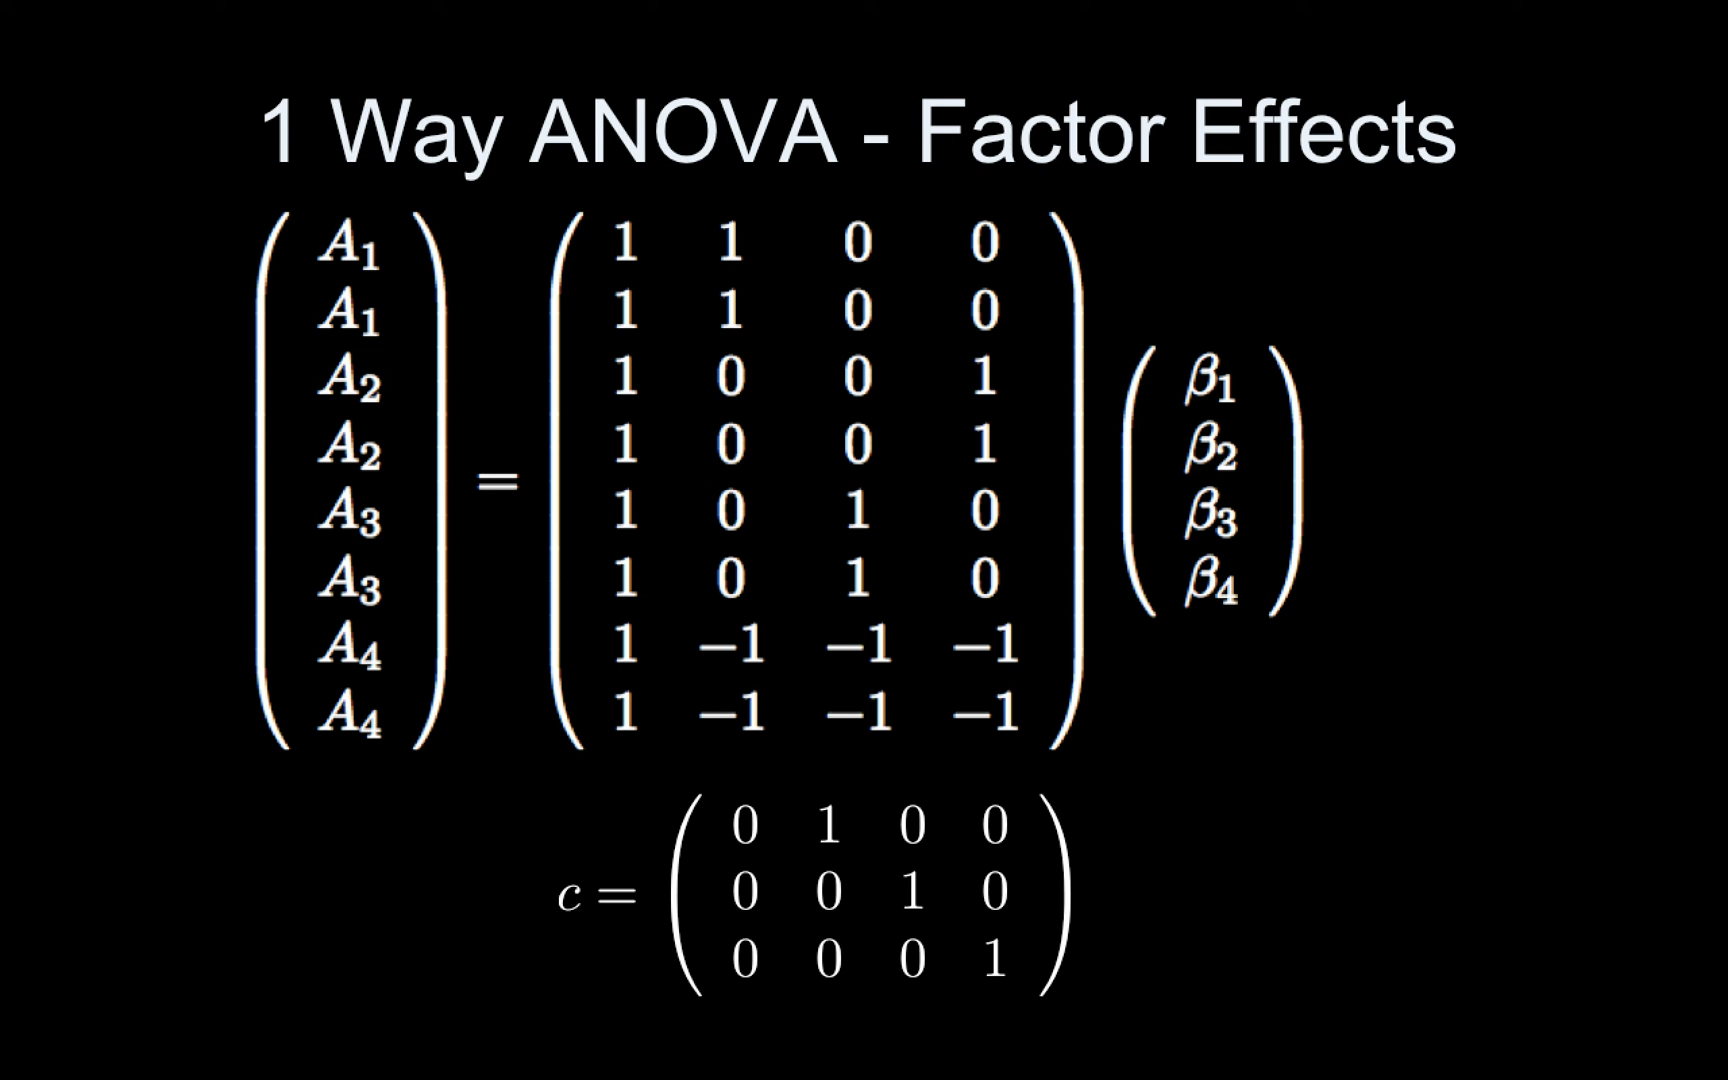 1 Way ANOVA - Factor Effects
A₁ 1 1 0 0
A₁ 1 1 0 0
A₂ 1 0 0 1 β₁
A₂ 1 0 0 1 β₂
=
A₃ 1 0 1 0 β₃
A₃ 1 0 1 0 β₄
A₄ 1 −1 −1 −1
A₄ 1 −1 −1 −1
0 1 0 0
c = 0 0 1 0
0 0 0 1